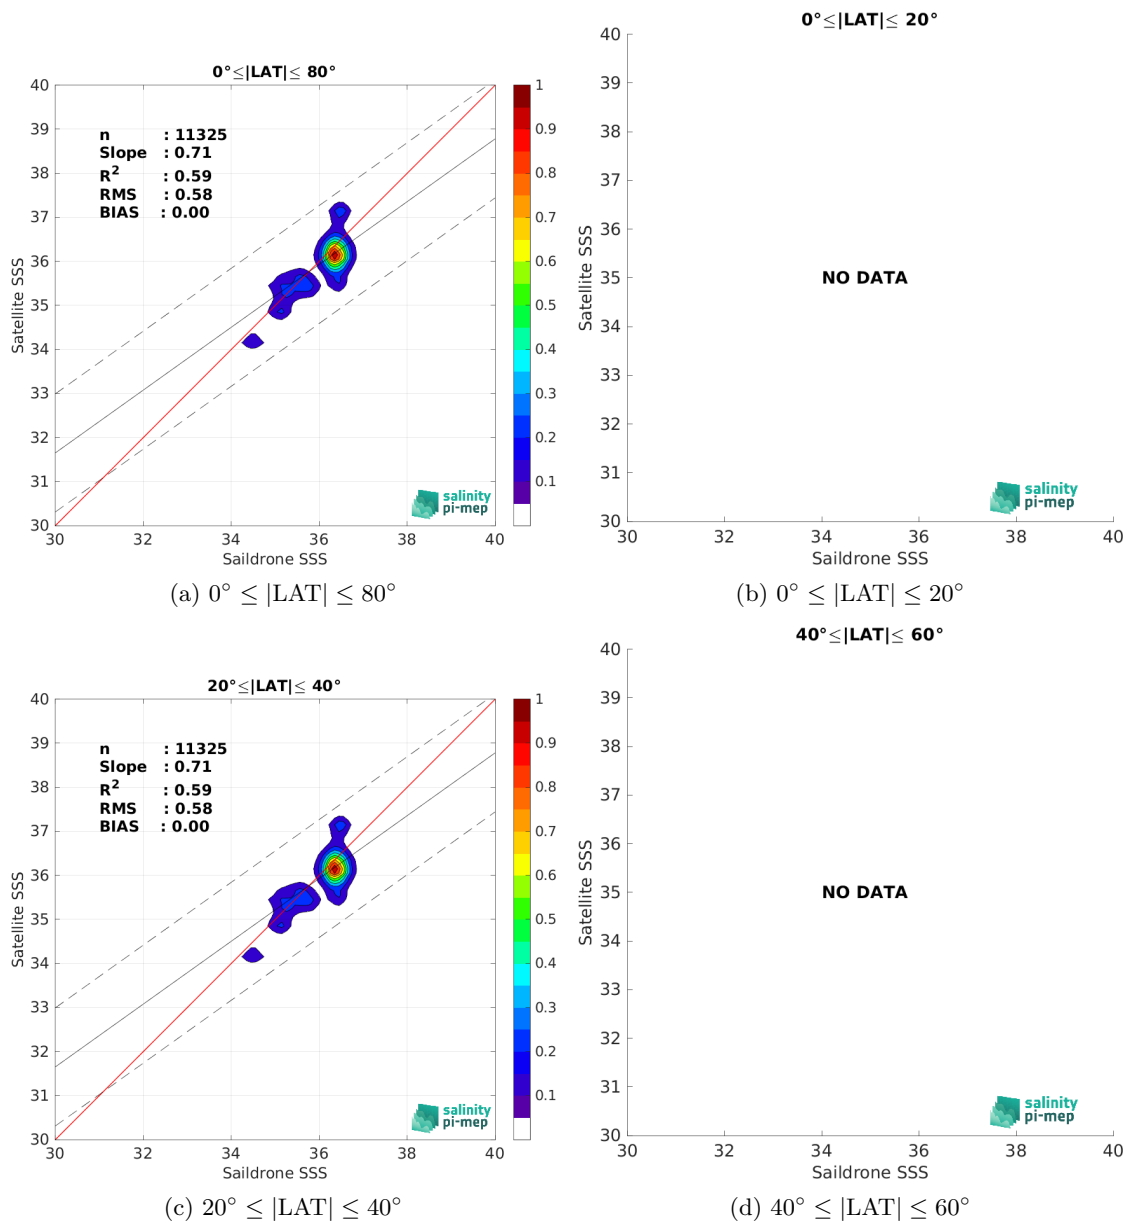 0°≤|LAT|≤ 80°
40
39
38
37
36
35
34
33
32
31
30
Satellite SSS
n : 11325
Slope : 0.71
R² : 0.59
RMS : 0.58
BIAS : 0.00
salinity
pi-mep
30 32 34 36 38 40
Saildrone SSS
1
0.9
0.8
0.7
0.6
0.5
0.4
0.3
0.2
0.1
(a) 0° ≤ |LAT| ≤ 80°
0°≤|LAT|≤ 20°
40
39
38
37
36
35
34
33
32
31
30
Satellite SSS
NO DATA
salinity
pi-mep
30 32 34 36 38 40
Saildrone SSS
(b) 0° ≤ |LAT| ≤ 20°
20°≤|LAT|≤ 40°
40
39
38
37
36
35
34
33
32
31
30
Satellite SSS
n : 11325
Slope : 0.71
R² : 0.59
RMS : 0.58
BIAS : 0.00
salinity
pi-mep
30 32 34 36 38 40
Saildrone SSS
1
0.9
0.8
0.7
0.6
0.5
0.4
0.3
0.2
0.1
(c) 20° ≤ |LAT| ≤ 40°
40°≤|LAT|≤ 60°
40
39
38
37
36
35
34
33
32
31
30
Satellite SSS
NO DATA
salinity
pi-mep
30 32 34 36 38 40
Saildrone SSS
(d) 40° ≤ |LAT| ≤ 60°